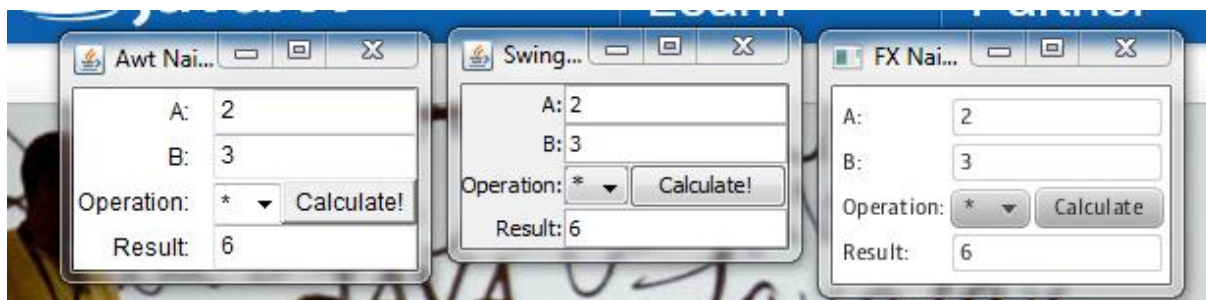 Learn
Partner
Awt Nai...
A:
2
B:
3
Operation:
*
Calculate!
Result:
6
Swing...
A:
2
B:
3
Operation:
*
Calculate!
Result:
6
FX Nai...
A:
2
B:
3
Operation:
*
Calculate
Result:
6